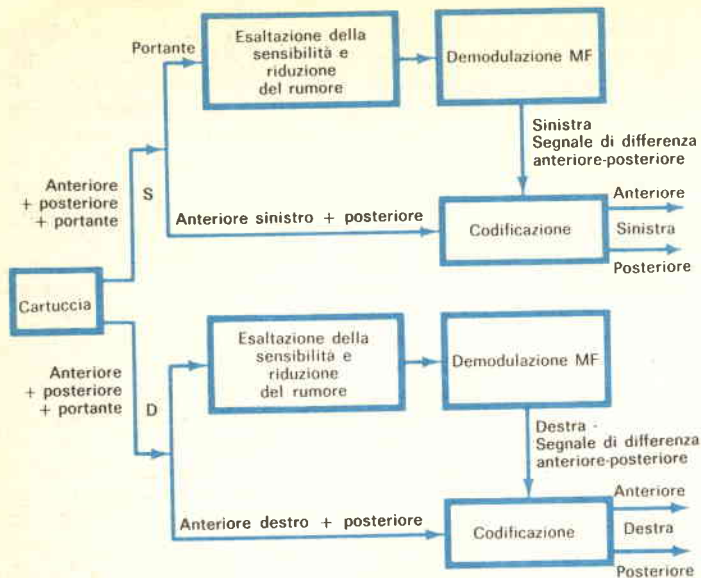 Portante
Esaltazione della
sensibilità e
riduzione
del rumore
Demodulazione MF
Sinistra
Segnale di differenza
anteriore-posteriore
Anteriore
+ posteriore
+ portante
S
Anteriore sinistro + posteriore
Codificazione
Anteriore
Sinistra
Posteriore
Cartuccia
Esaltazione della
sensibilità e
riduzione
del rumore
Demodulazione MF
Anteriore
+ posteriore
+ portante
D
Destra -
Segnale di differenza
anteriore-posteriore
Anteriore destro + posteriore
Codificazione
Anteriore
Destra
Posteriore